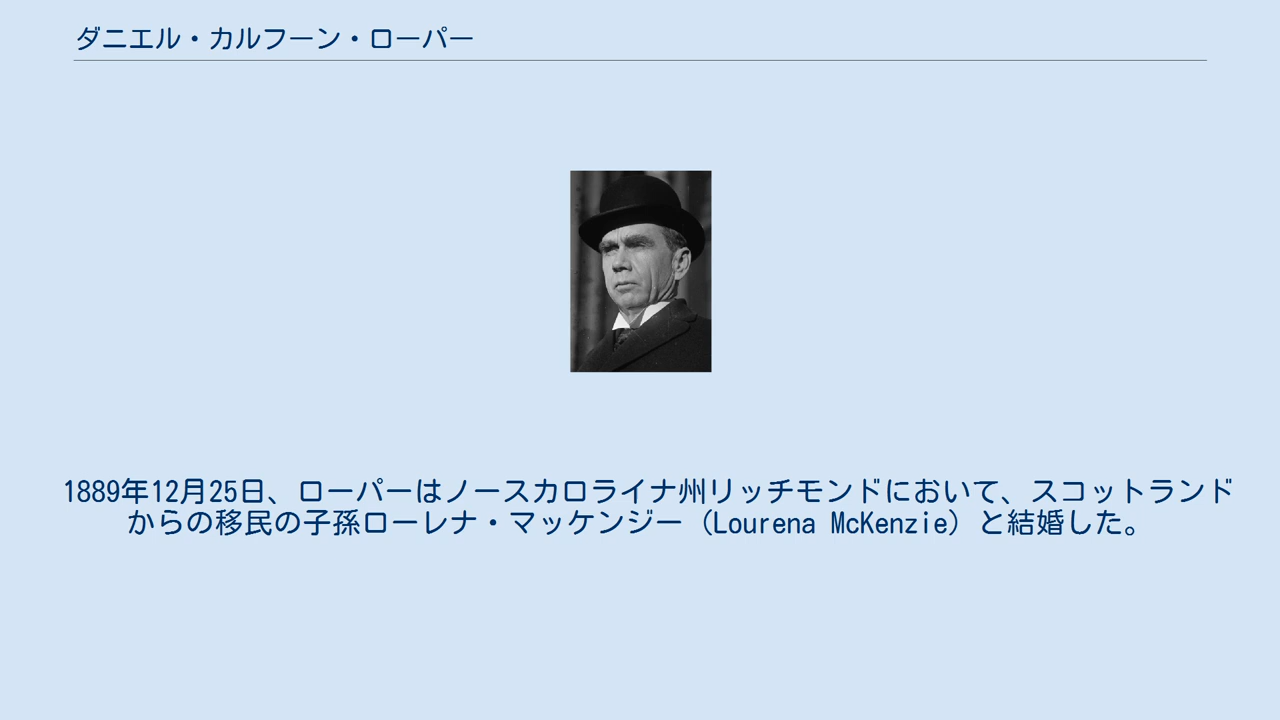 ダニエル・カルフーン・ローパー
1889年12月25日、ローパーはノースカロライナ州リッチモンドにおいて、スコットランド
からの移民の子孫ローレナ・マッケンジー（Lourena McKenzie）と結婚した。